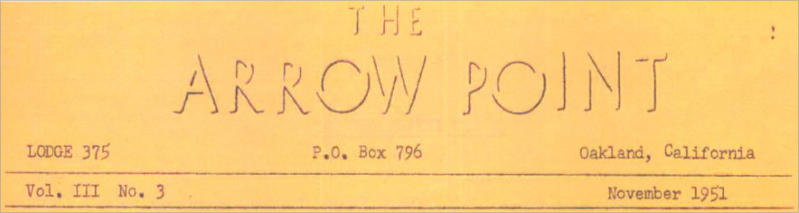 THE
ARROW POINT
LODGE 375 P.O. Box 796 Oakland, California
Vol. III No. 3 November 1951